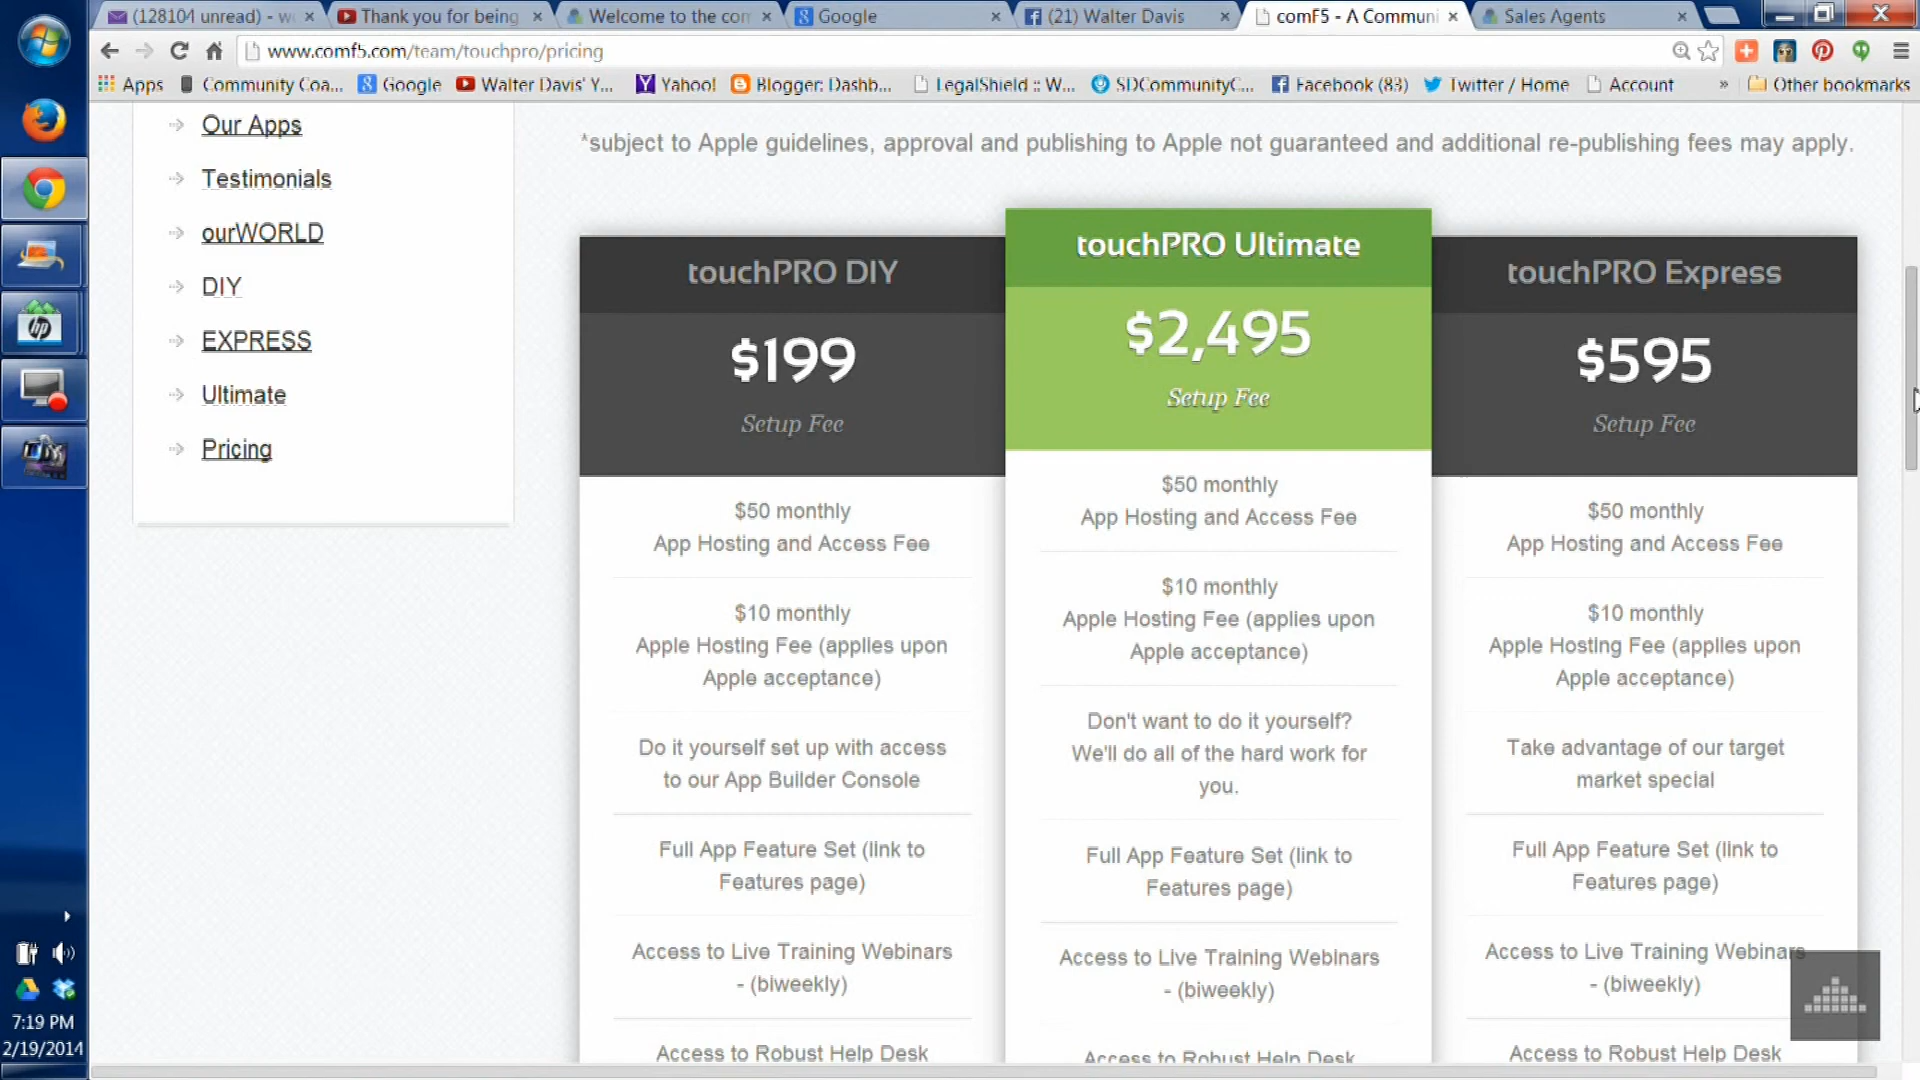 (128104 unread) - w
Thank you for being
Welcome to the con
Google
(21) Walter Davis
comF5 - A Communi
Sales Agents
www.comf5.com/team/touchpro/pricing
Apps
Community Coa...
Google
Walter Davis' Y...
Yahoo!
Blogger: Dashb...
LegalShield :: W...
SDCommunityC...
Facebook (83)
Twitter / Home
Account
»
Other bookmarks
Our Apps
Testimonials
ourWORLD
DIY
EXPRESS
Ultimate
Pricing
*subject to Apple guidelines, approval and publishing to Apple not guaranteed and additional re-publishing fees may apply.
touchPRO DIY
$199
Setup Fee
$50 monthly
App Hosting and Access Fee
$10 monthly
Apple Hosting Fee (applies upon
Apple acceptance)
Do it yourself set up with access
to our App Builder Console
Full App Feature Set (link to
Features page)
Access to Live Training Webinars
- (biweekly)
Access to Robust Help Desk
touchPRO Ultimate
$2,495
Setup Fee
$50 monthly
App Hosting and Access Fee
$10 monthly
Apple Hosting Fee (applies upon
Apple acceptance)
Don't want to do it yourself?
We'll do all of the hard work for
you.
Full App Feature Set (link to
Features page)
Access to Live Training Webinars
- (biweekly)
Access to Robust Help Desk
touchPRO Express
$595
Setup Fee
$50 monthly
App Hosting and Access Fee
$10 monthly
Apple Hosting Fee (applies upon
Apple acceptance)
Take advantage of our target
market special
Full App Feature Set (link to
Features page)
Access to Live Training Webinars
- (biweekly)
Access to Robust Help Desk
hp
7:19 PM
2/19/2014